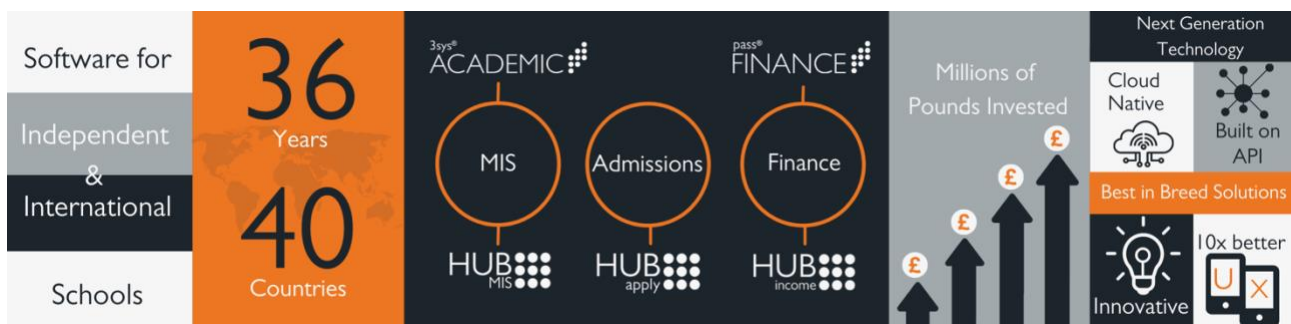 Software for
Independent
&
International
Schools
36
Years
40
Countries
3sys®
ACADEMIC
pass®
FINANCE
MIS
Admissions
Finance
HUB
MIS
HUB
apply
HUB
income
Millions of
Pounds Invested
£
£
£
£
Next Generation
Technology
Cloud
Native
Built on
API
Best in Breed Solutions
Innovative
10x better
U
X